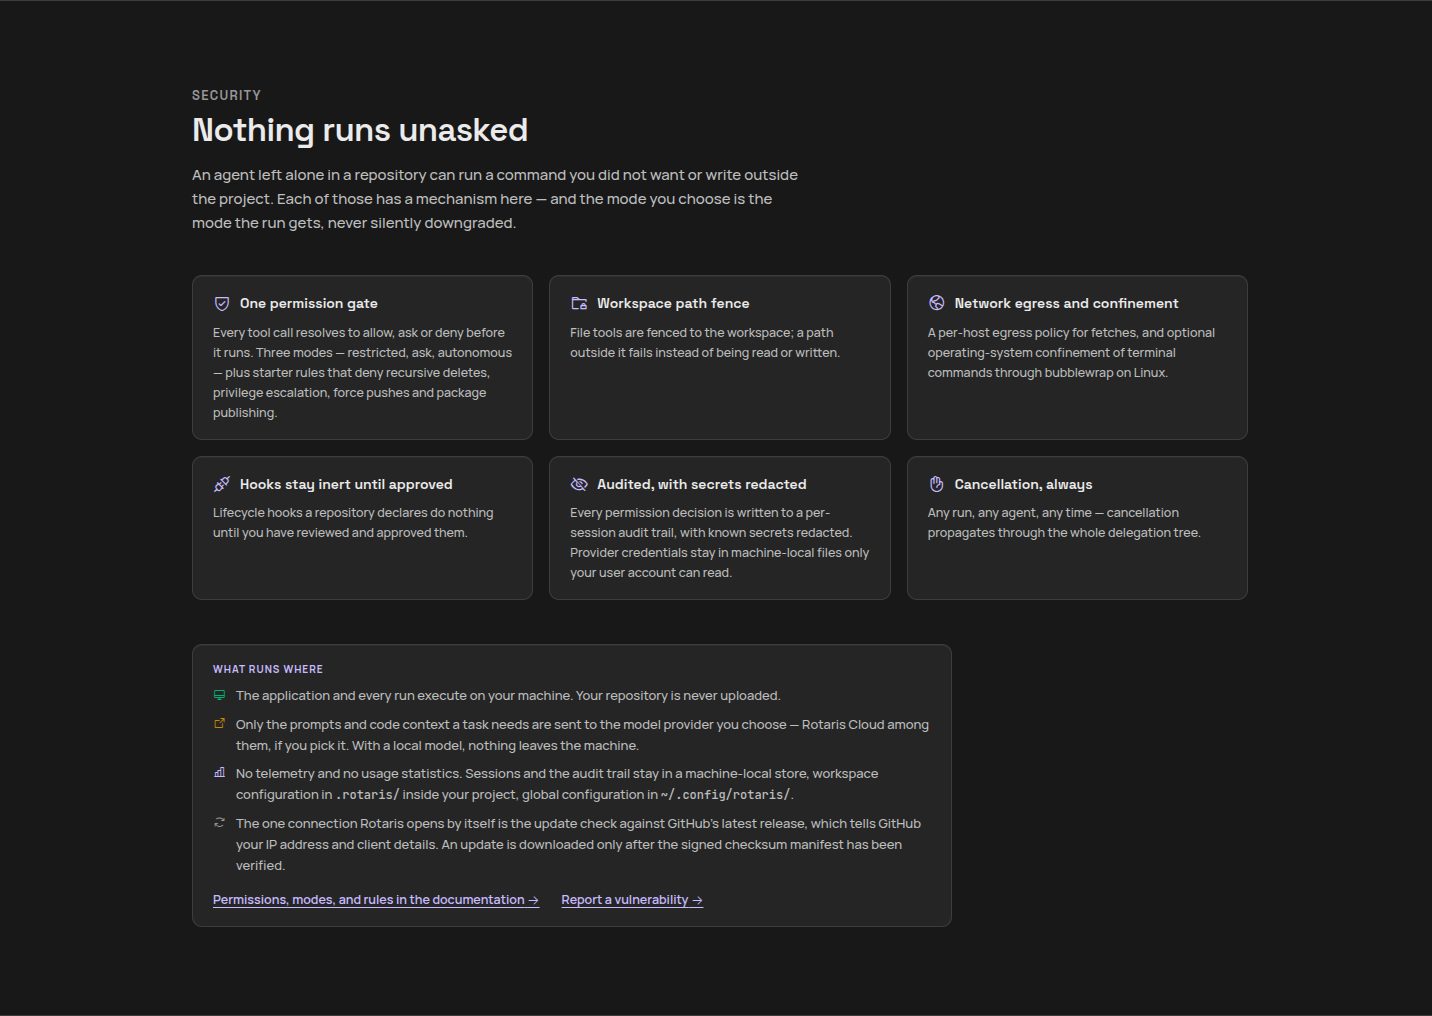 SECURITY
Nothing runs unasked
An agent left alone in a repository can run a command you did not want or write outside
the project. Each of those has a mechanism here — and the mode you choose is the
mode the run gets, never silently downgraded.
One permission gate
Every tool call resolves to allow, ask or deny before
it runs. Three modes — restricted, ask, autonomous
— plus starter rules that deny recursive deletes,
privilege escalation, force pushes and package
publishing.
Workspace path fence
File tools are fenced to the workspace; a path
outside it fails instead of being read or written.
Network egress and confinement
A per-host egress policy for fetches, and optional
operating-system confinement of terminal
commands through bubblewrap on Linux.
Hooks stay inert until approved
Lifecycle hooks a repository declares do nothing
until you have reviewed and approved them.
Audited, with secrets redacted
Every permission decision is written to a per-
session audit trail, with known secrets redacted.
Provider credentials stay in machine-local files only
your user account can read.
Cancellation, always
Any run, any agent, any time — cancellation
propagates through the whole delegation tree.
WHAT RUNS WHERE
The application and every run execute on your machine. Your repository is never uploaded.
Only the prompts and code context a task needs are sent to the model provider you choose — Rotaris Cloud among
them, if you pick it. With a local model, nothing leaves the machine.
No telemetry and no usage statistics. Sessions and the audit trail stay in a machine-local store, workspace
configuration in .rotaris/ inside your project, global configuration in ~/.config/rotaris/.
The one connection Rotaris opens by itself is the update check against GitHub's latest release, which tells GitHub
your IP address and client details. An update is downloaded only after the signed checksum manifest has been
verified.
Permissions, modes, and rules in the documentation → Report a vulnerability →